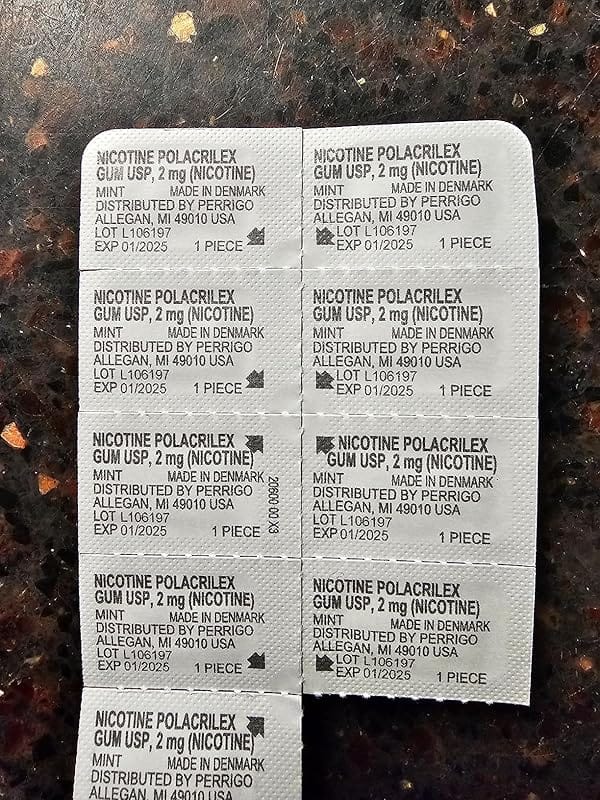 NICOTINE POLACRILEX
GUM USP, 2 mg (NICOTINE)
MINT MADE IN DENMARK
DISTRIBUTED BY PERRIGO
ALLEGAN, MI 49010 USA
LOT L106197
EXP 01/2025 1 PIECE
NICOTINE POLACRILEX
GUM USP, 2 mg (NICOTINE)
MINT MADE IN DENMARK
DISTRIBUTED BY PERRIGO
ALLEGAN, MI 49010 USA
LOT L106197
EXP 01/2025 1 PIECE
NICOTINE POLACRILEX
GUM USP, 2 mg (NICOTINE)
MINT MADE IN DENMARK
DISTRIBUTED BY PERRIGO
ALLEGAN, MI 49010 USA
LOT L106197
EXP 01/2025 1 PIECE
NICOTINE POLACRILEX
GUM USP, 2 mg (NICOTINE)
MINT MADE IN DENMARK
DISTRIBUTED BY PERRIGO
ALLEGAN, MI 49010 USA
LOT L106197
EXP 01/2025 1 PIECE
NICOTINE POLACRILEX
GUM USP, 2 mg (NICOTINE)
MINT MADE IN DENMARK
DISTRIBUTED BY PERRIGO
ALLEGAN, MI 49010 USA
LOT L106197
EXP 01/2025 1 PIECE
20600 00 X3
NICOTINE POLACRILEX
GUM USP, 2 mg (NICOTINE)
MINT MADE IN DENMARK
DISTRIBUTED BY PERRIGO
ALLEGAN, MI 49010 USA
LOT L106197
EXP 01/2025 1 PIECE
NICOTINE POLACRILEX
GUM USP, 2 mg (NICOTINE)
MINT MADE IN DENMARK
DISTRIBUTED BY PERRIGO
ALLEGAN, MI 49010 USA
LOT L106197
EXP 01/2025 1 PIECE
NICOTINE POLACRILEX
GUM USP, 2 mg (NICOTINE)
MINT MADE IN DENMARK
DISTRIBUTED BY PERRIGO
ALLEGAN, MI 49010 USA
LOT L106197
EXP 01/2025 1 PIECE
NICOTINE POLACRILEX
GUM USP, 2 mg (NICOTINE)
MINT MADE IN DENMARK
DISTRIBUTED BY PERRIGO
ALLEGAN, MI 49010 USA